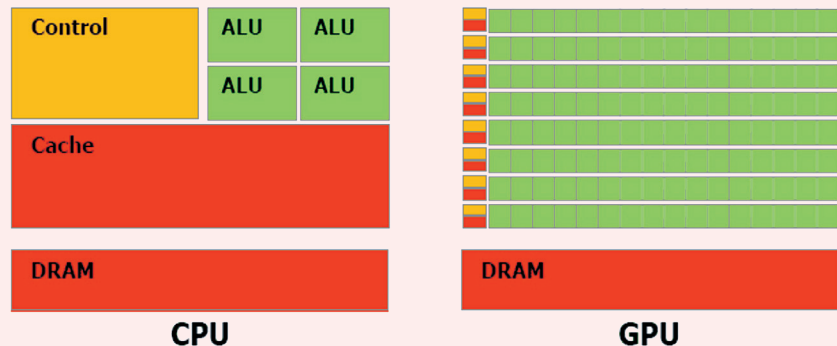 Control
ALU ALU
ALU ALU
Cache
DRAM
CPU
DRAM
GPU